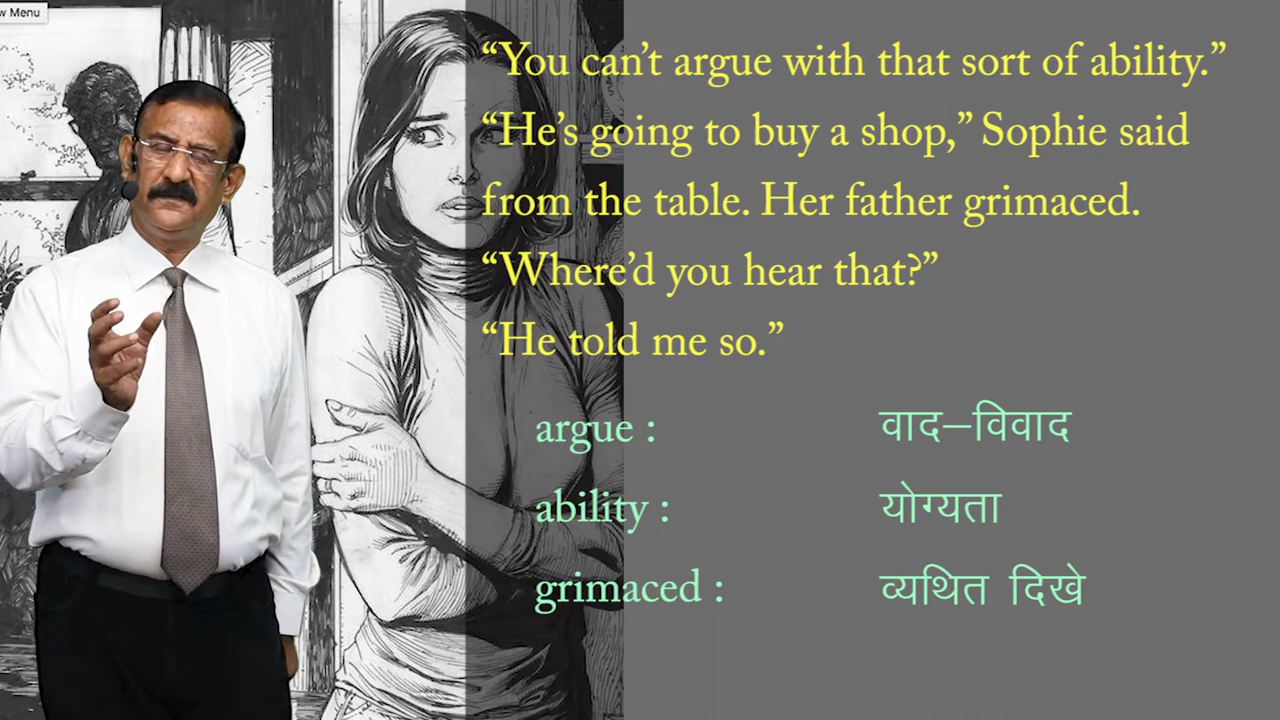 w Menu
“You can’t argue with that sort of ability.”
“He’s going to buy a shop,” Sophie said
from the table. Her father grimaced.
“Where’d you hear that?”
“He told me so.”
argue : वाद–विवाद
ability : योग्यता
grimaced : व्यथित दिखे